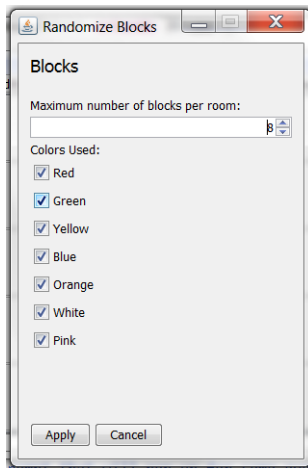 Randomize Blocks
Blocks
Maximum number of blocks per room:
8
Colors Used:
Red
Green
Yellow
Blue
Orange
White
Pink
Apply Cancel